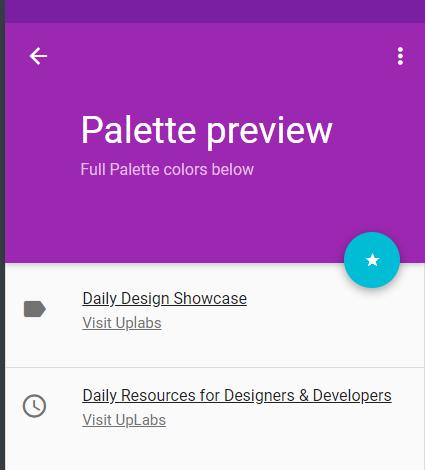 Palette preview
Full Palette colors below
Daily Design Showcase
Visit Uplabs
Daily Resources for Designers & Developers
Visit UpLabs